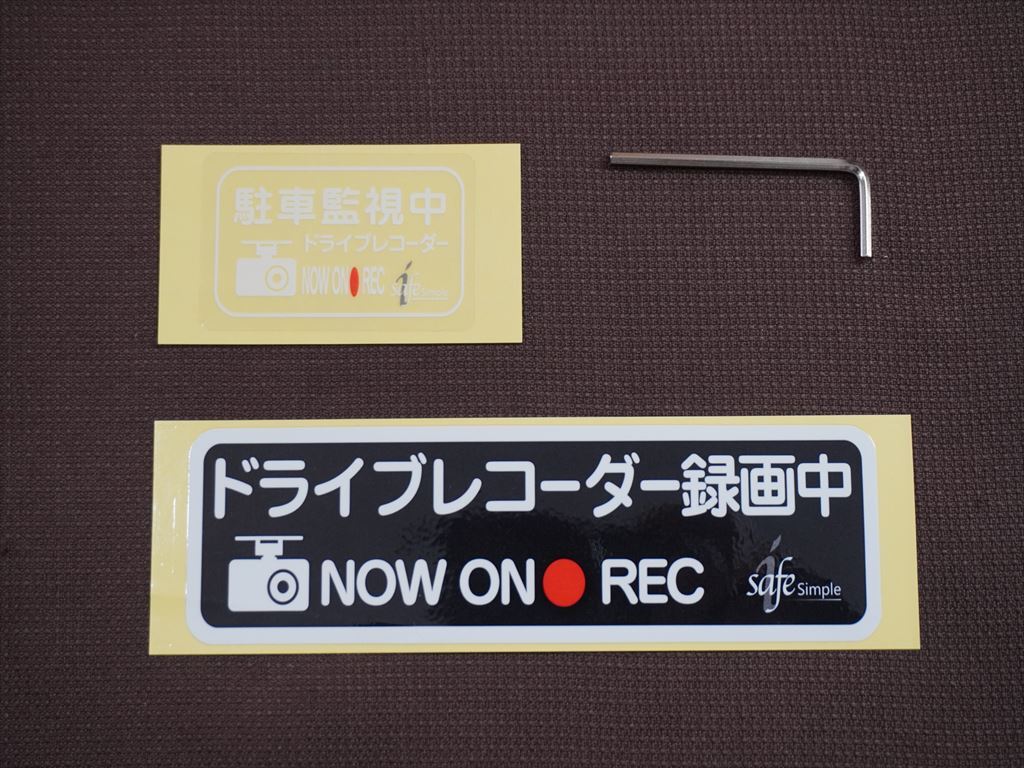 駐車監視中
ドライブレコーダー
NOW ON REC
i safe Simple
ドライブレコーダー録画中
NOW ON REC
i safe Simple